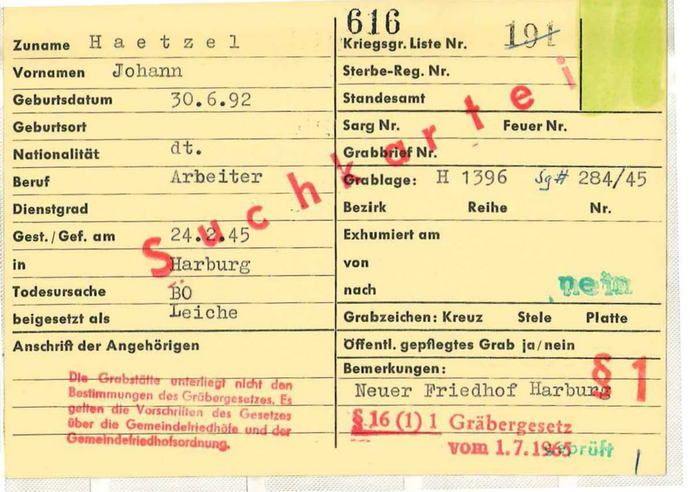 616
Zuname H a e t z e l
Kriegsgr. Liste Nr. 191
Vornamen Johann
Sterbe-Reg. Nr.
Geburtsdatum 30.6.92
Standesamt
Geburtsort
Sarg Nr. Feuer Nr.
Nationalität dt.
Grabbrief Nr.
Beruf Arbeiter
Grablage: H 1396 Sg# 284/45
Dienstgrad
Bezirk Reihe Nr.
Gest./Gef. am 24.2.45
Exhumiert am
in Harburg
von
Todesursache BO
nach
nein
beigesetzt als Leiche
Grabzeichen: Kreuz Stele Platte
Anschrift der Angehörigen
Öffentl. gepflegtes Grab ja/nein
Suchkartei
Bemerkungen:
§ 1
Neuer Friedhof Harburg
Die Grabstätte unterliegt nicht den
Bestimmungen des Gräbergesetzes. Es
gelten die Vorschriften des Gesetzes
über die Gemeindefriedhöfe und der
Gemeindefriedhofsordnung.
§ 16 (1) 1 Gräbergesetz
vom 1.7.1965
geprüft